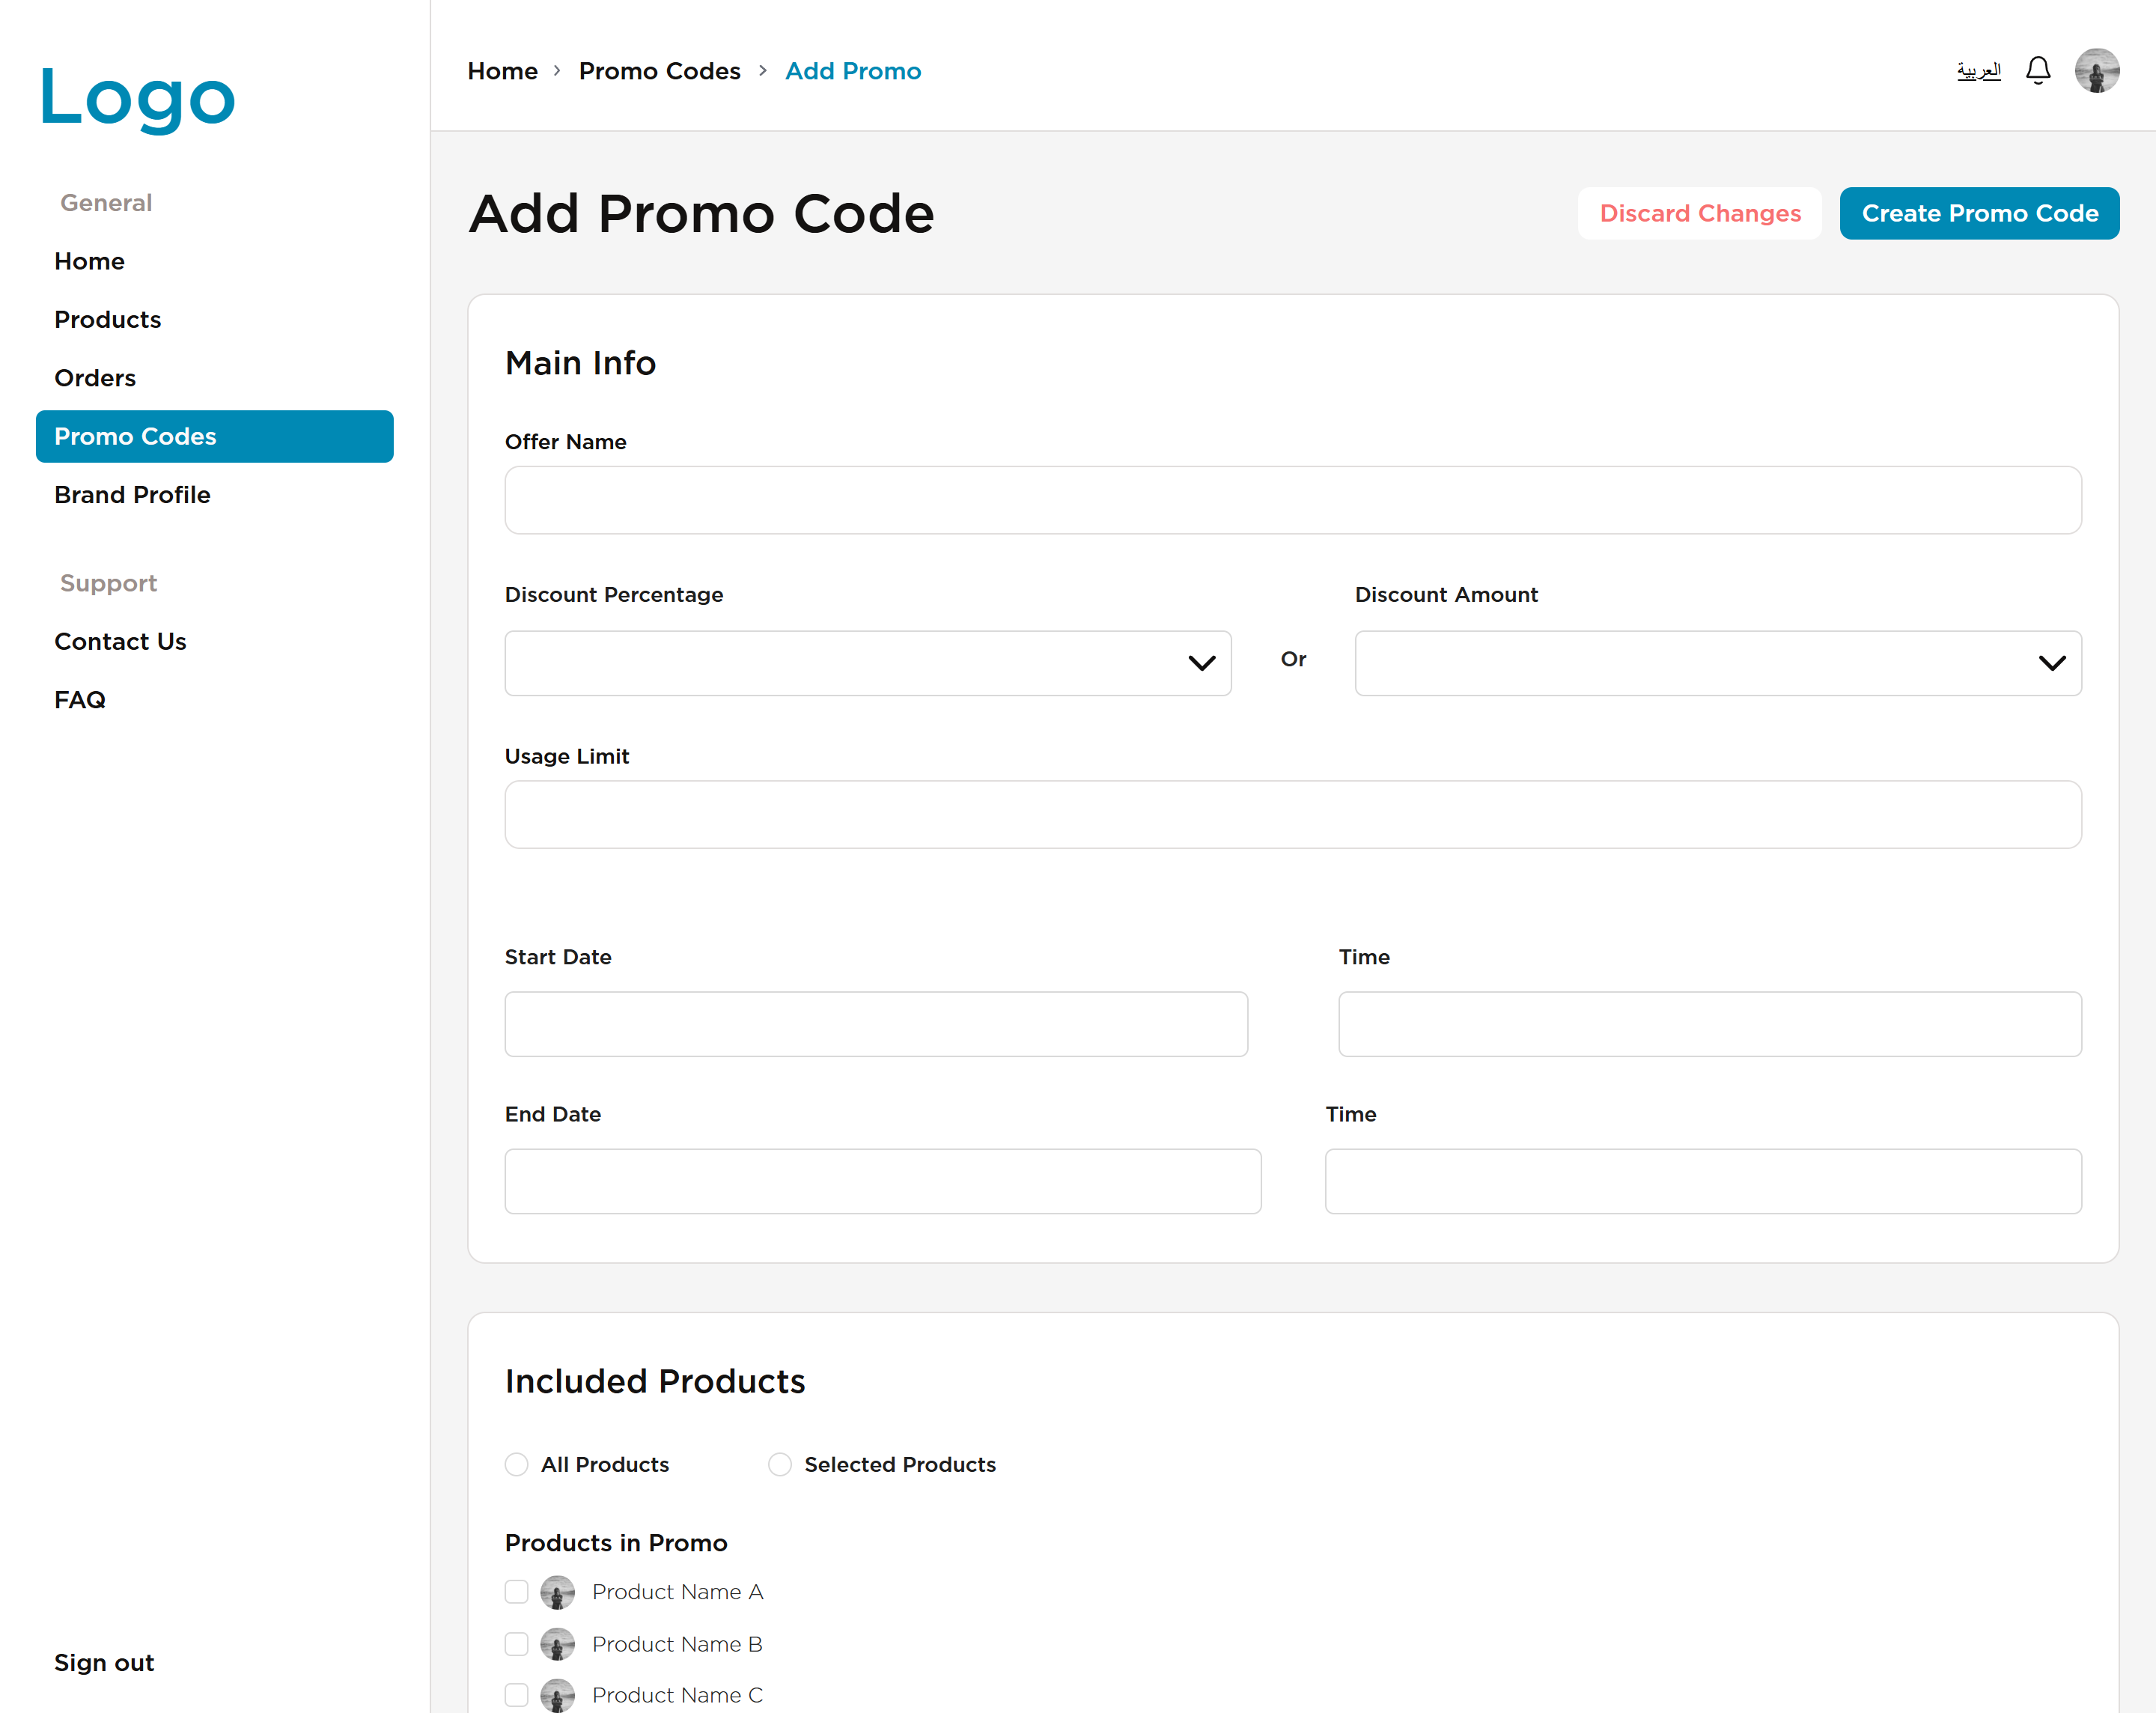 Logo
General
Home
Products
Orders
Promo Codes
Brand Profile
Support
Contact Us
FAQ
Sign out
Home > Promo Codes > Add Promo
العربية
Add Promo Code
Discard Changes
Create Promo Code
Main Info
Offer Name
Discount Percentage
Or
Discount Amount
Usage Limit
Start Date
Time
End Date
Time
Included Products
All Products
Selected Products
Products in Promo
Product Name A
Product Name B
Product Name C